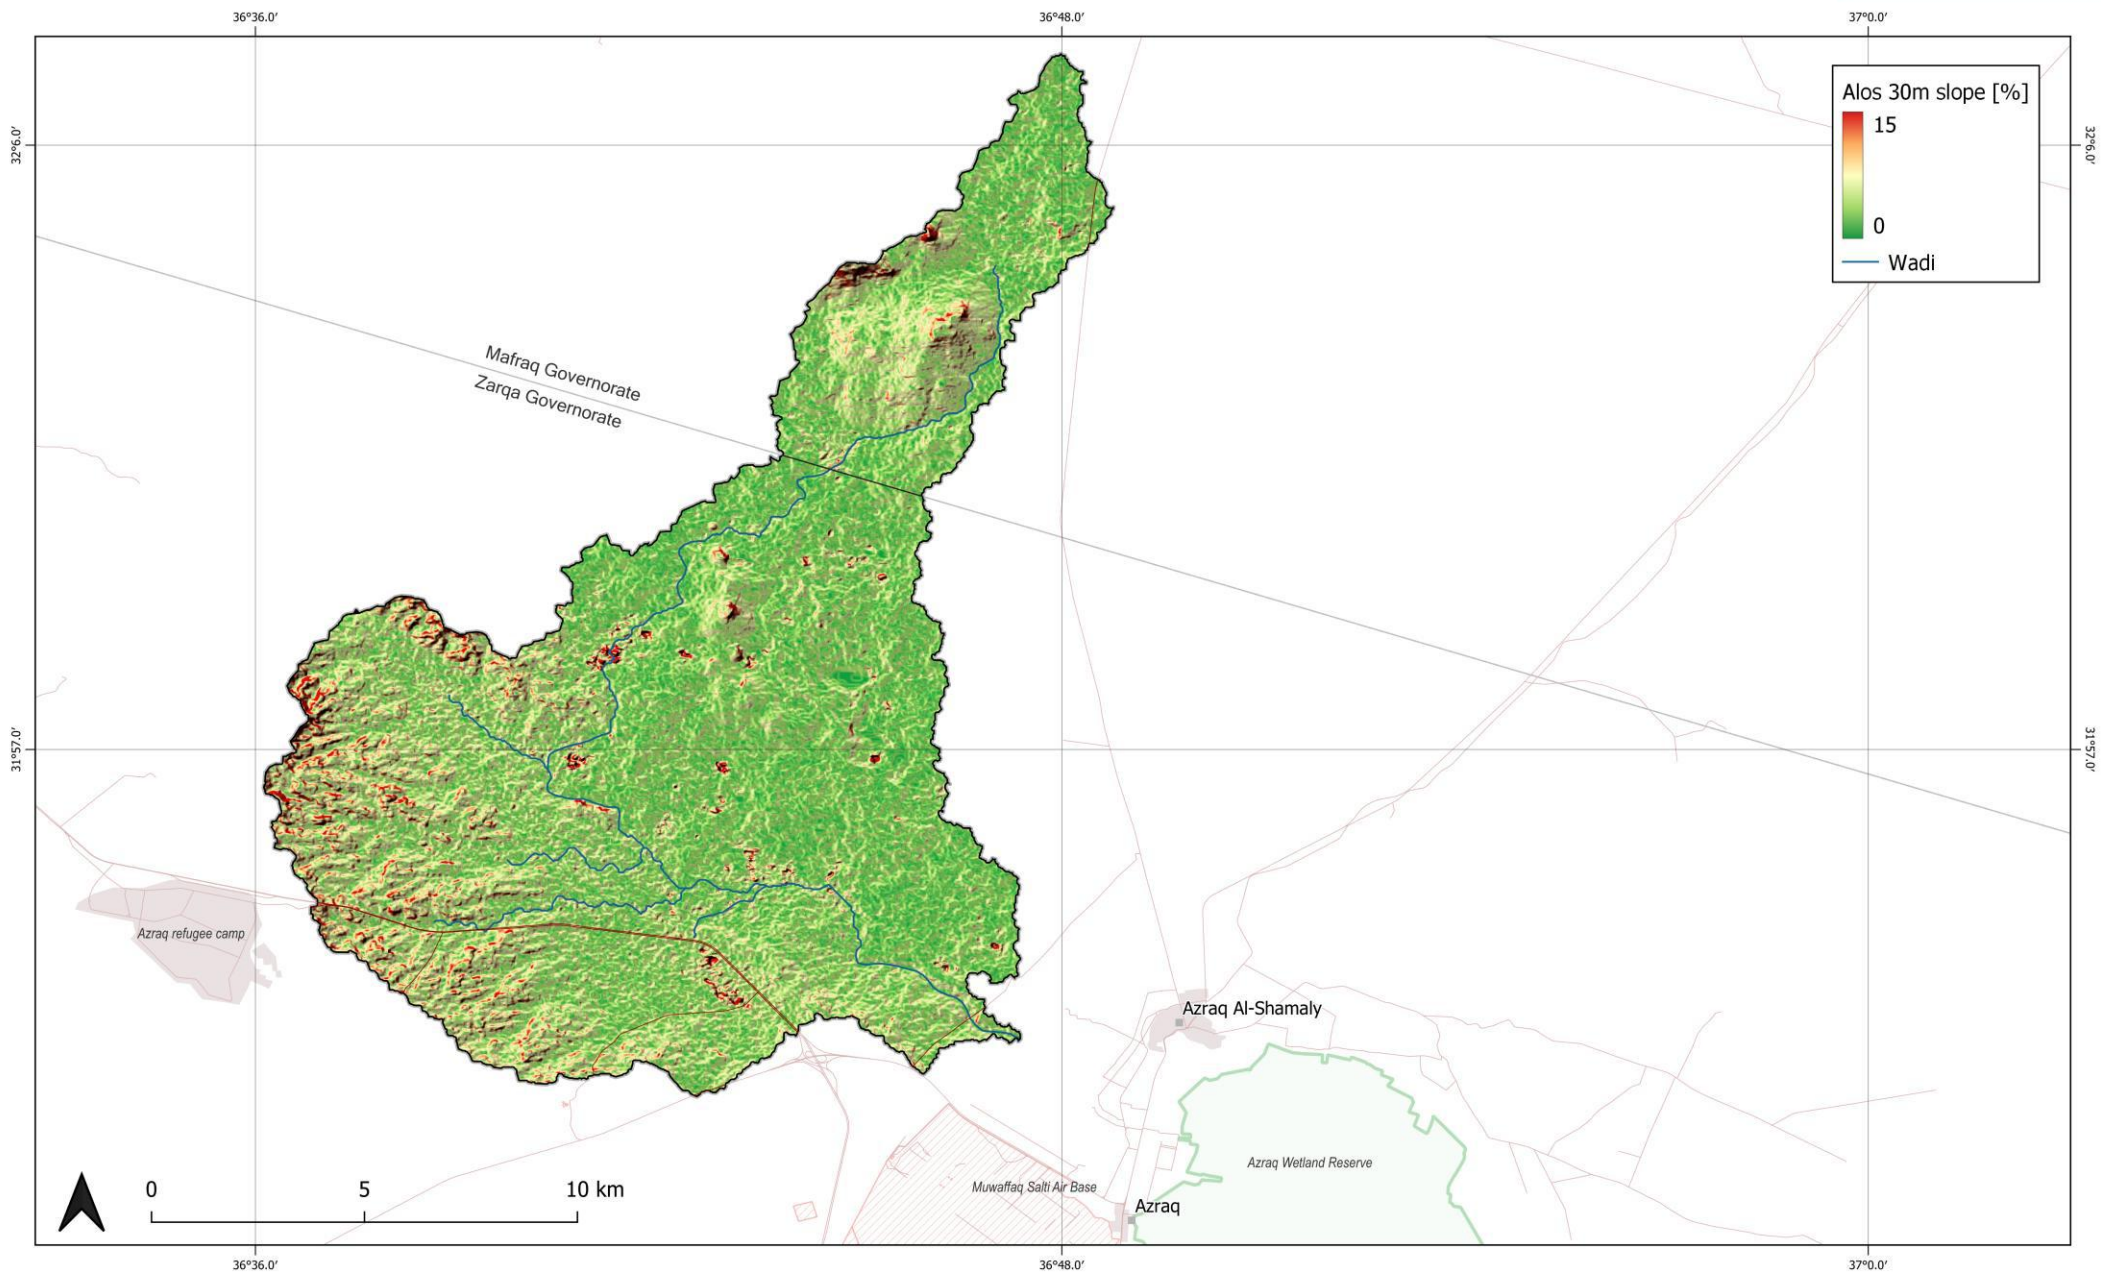 36°36.0'
36°48.0'
37°0.0'
32°6.0'
32°6.0'
Alos 30m slope [%]
15
0
Wadi
Mafraq Governorate
Zarqa Governorate
31°57.0'
31°57.0'
Azraq refugee camp
Azraq Al-Shamaly
Azraq Wetland Reserve
Muwaffaq Salti Air Base
Azraq
0
5
10 km
36°36.0'
36°48.0'
37°0.0'